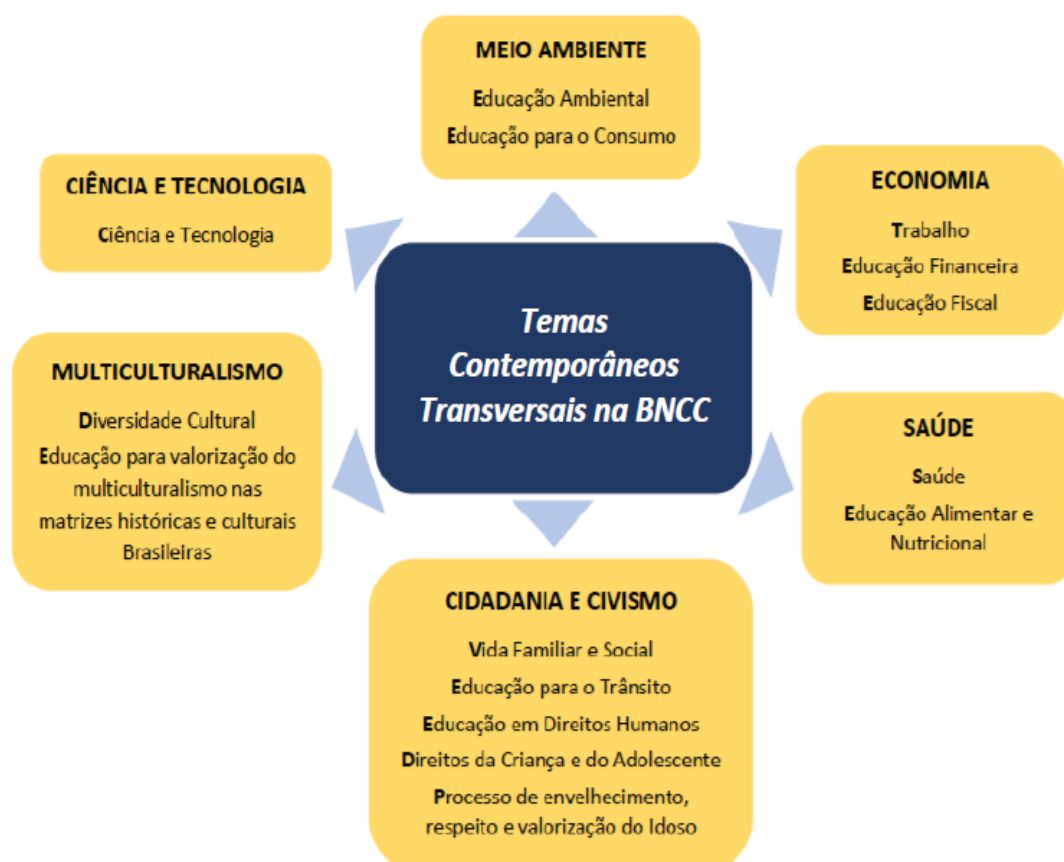 MEIO AMBIENTE
Educação Ambiental
Educação para o Consumo
CIÊNCIA E TECNOLOGIA
Ciência e Tecnologia
ECONOMIA
Trabalho
Educação Financeira
Educação Fiscal
Temas
Contemporâneos
Transversais na BNCC
MULTICULTURALISMO
Diversidade Cultural
Educação para valorização do
multiculturalismo nas
matrizes históricas e culturais
Brasileiras
SAÚDE
Saúde
Educação Alimentar e
Nutricional
CIDADANIA E CIVISMO
Vida Familiar e Social
Educação para o Trânsito
Educação em Direitos Humanos
Direitos da Criança e do Adolescente
Processo de envelhecimento,
respeito e valorização do Idoso